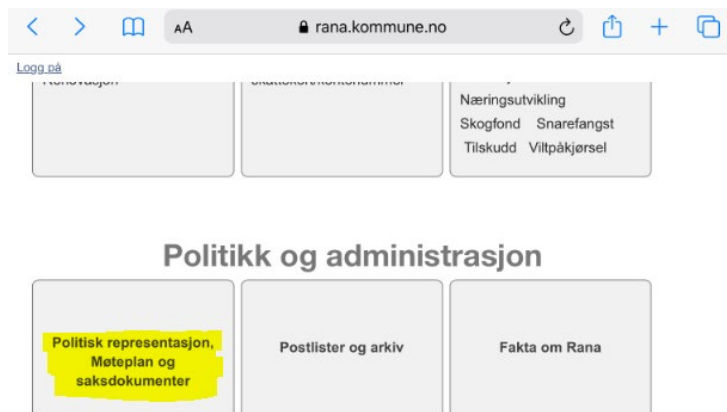 AA rana.kommune.no
Logg på
Næringsutvikling
Skogfond Snarefangst
Tilskudd Viltpåkjørsel
Politikk og administrasjon
Politisk representasjon,
Møteplan og
saksdokumenter
Postlister og arkiv
Fakta om Rana